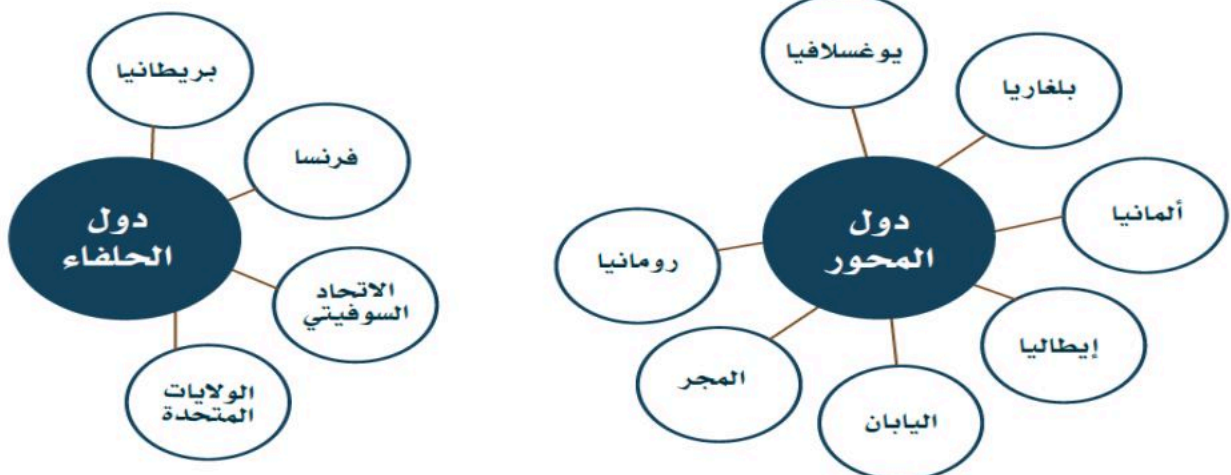 دول
المحور
يوغسلافيا
بلغاريا
ألمانيا
إيطاليا
اليابان
المجر
رومانيا
دول
الحلفاء
بريطانيا
فرنسا
الاتحاد
السوفيتي
الولايات
المتحدة